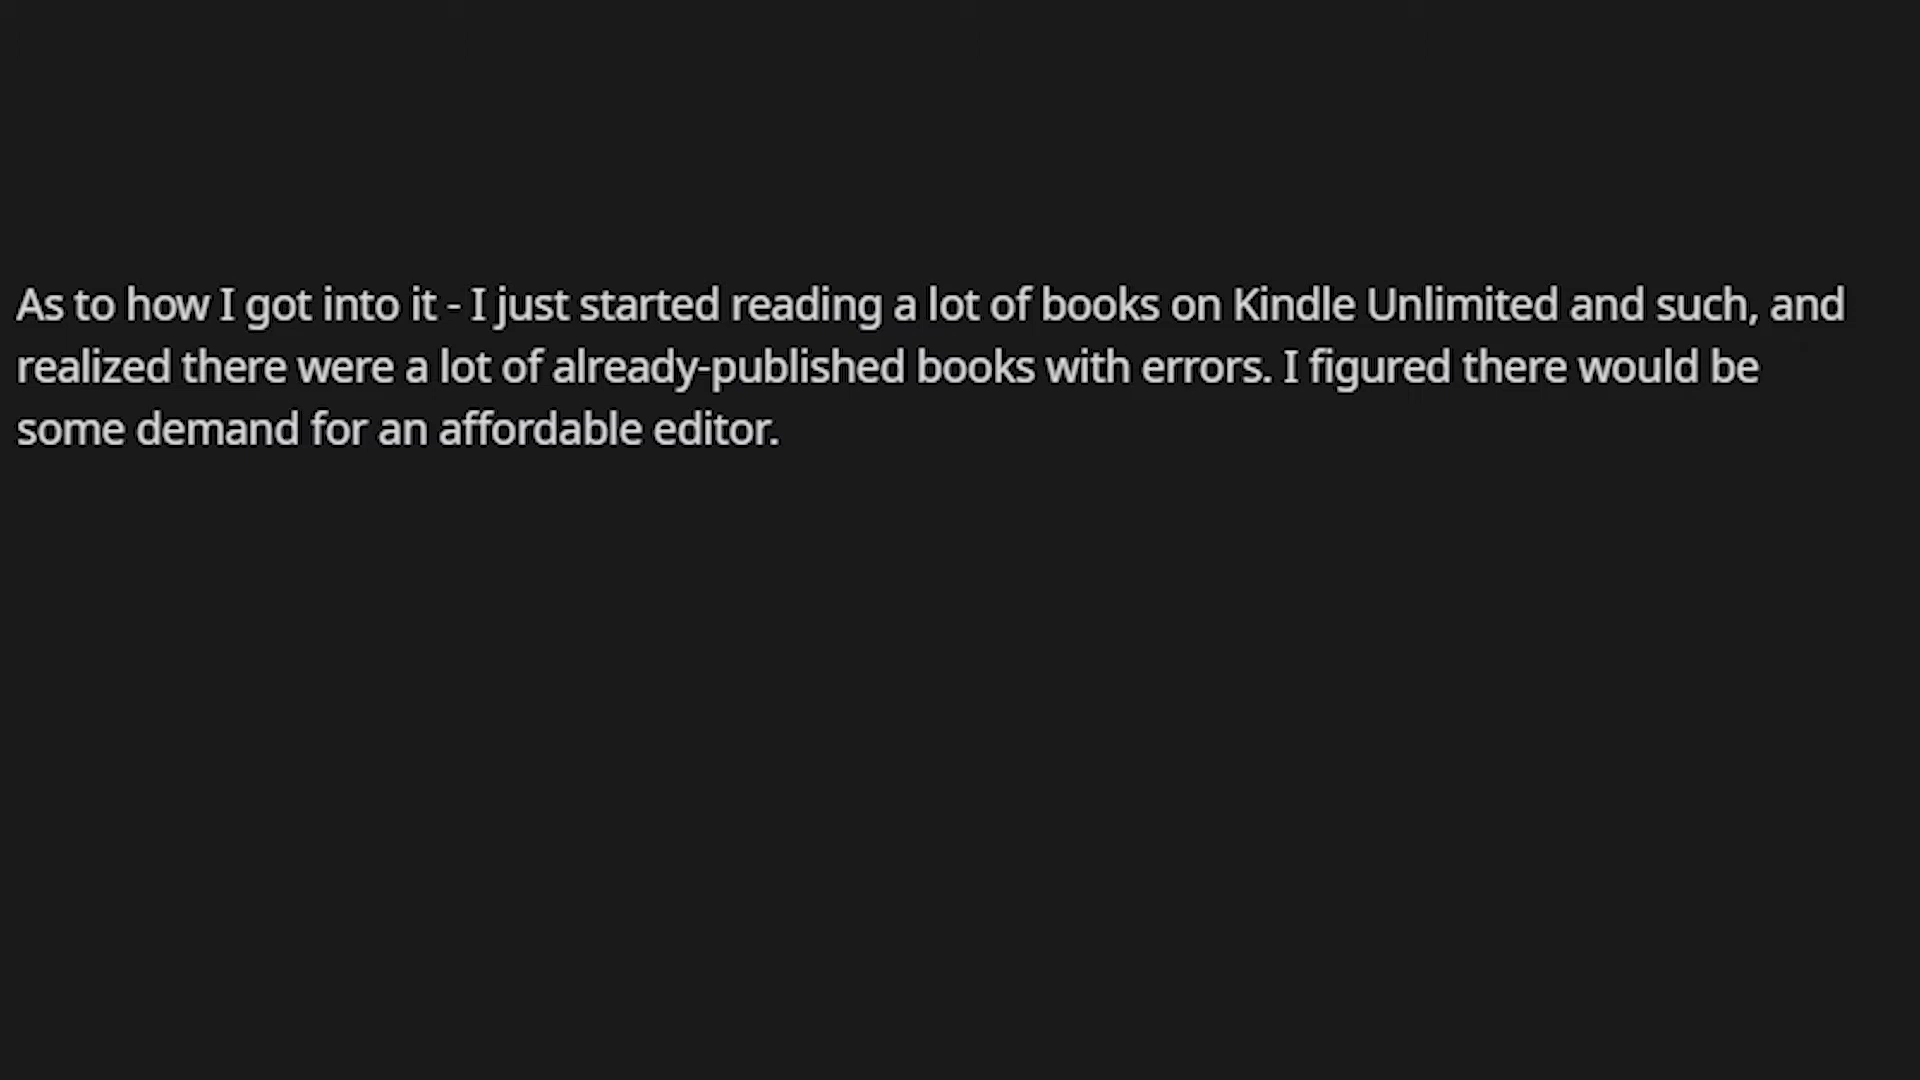 As to how I got into it - I just started reading a lot of books on Kindle Unlimited and such, and
realized there were a lot of already-published books with errors. I figured there would be
some demand for an affordable editor.